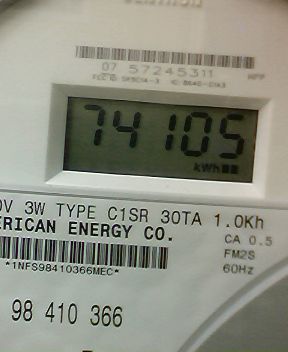 07 57245311
74105
kWh
0V 3W TYPE C1SR 30TA 1.0Kh
ERICAN ENERGY CO.
CA 0.5
FM2S
60Hz
*1NFS98410366MEC*
98 410 366